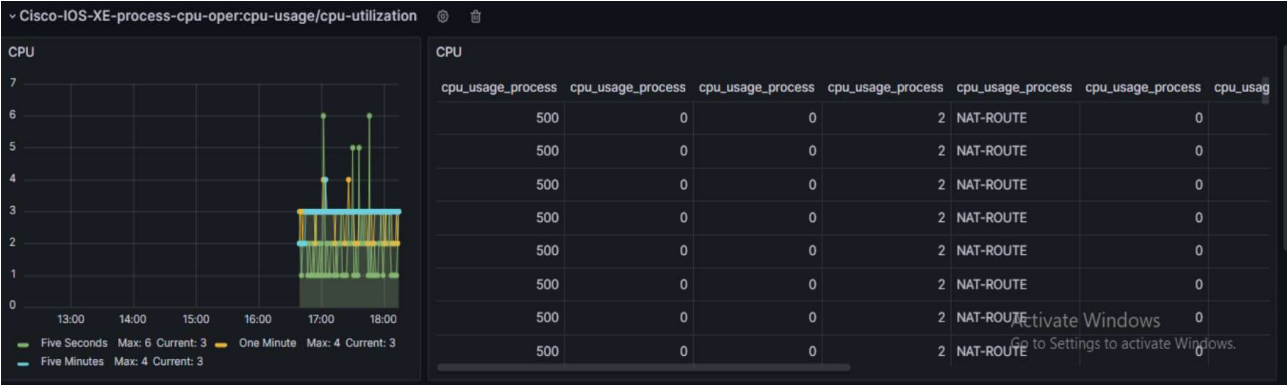 Cisco-IOS-XE-process-cpu-oper:cpu-usage/cpu-utilization
CPU
7
6
5
4
3
2
1
0
13:00 14:00 15:00 16:00 17:00 18:00
Five Seconds Max: 6 Current: 3 One Minute Max: 4 Current: 3
Five Minutes Max: 4 Current: 3
CPU
cpu_usage_process cpu_usage_process cpu_usage_process cpu_usage_process cpu_usage_process cpu_usage_process cpu_usag
500 0 0 2 NAT-ROUTE 0
500 0 0 2 NAT-ROUTE 0
500 0 0 2 NAT-ROUTE 0
500 0 0 2 NAT-ROUTE 0
500 0 0 2 NAT-ROUTE 0
500 0 0 2 NAT-ROUTE 0
500 0 0 2 NAT-ROUTE 0
500 0 0 2 NAT-ROUTE 0
Activate Windows
Go to Settings to activate Windows.